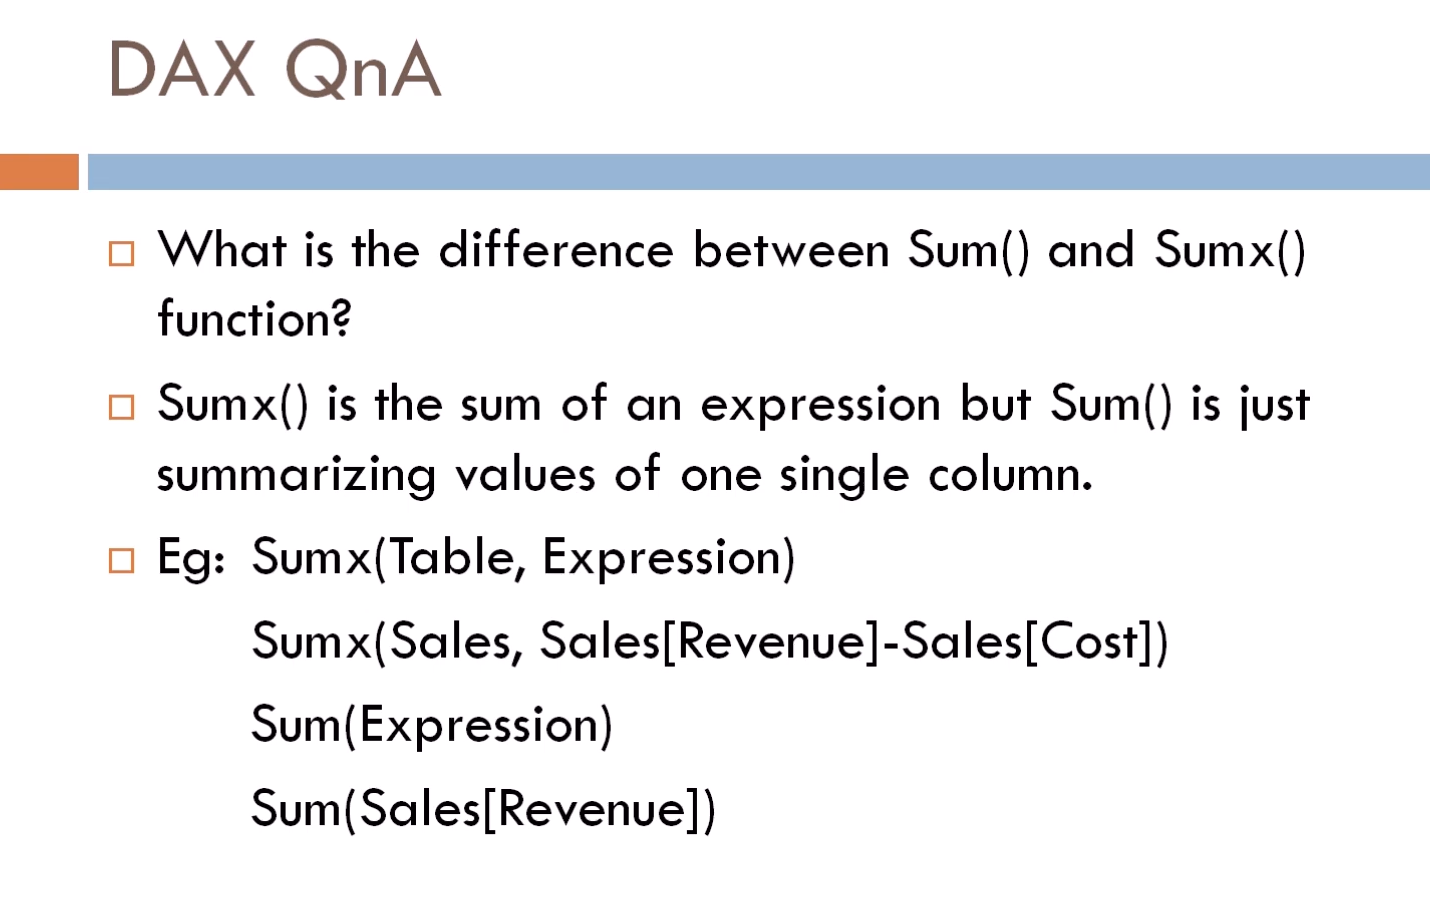 DAX QnA
What is the difference between Sum() and Sumx()
function?
Sumx() is the sum of an expression but Sum() is just
summarizing values of one single column.
Eg: Sumx(Table, Expression)
Sumx(Sales, Sales[Revenue]-Sales[Cost])
Sum(Expression)
Sum(Sales[Revenue])